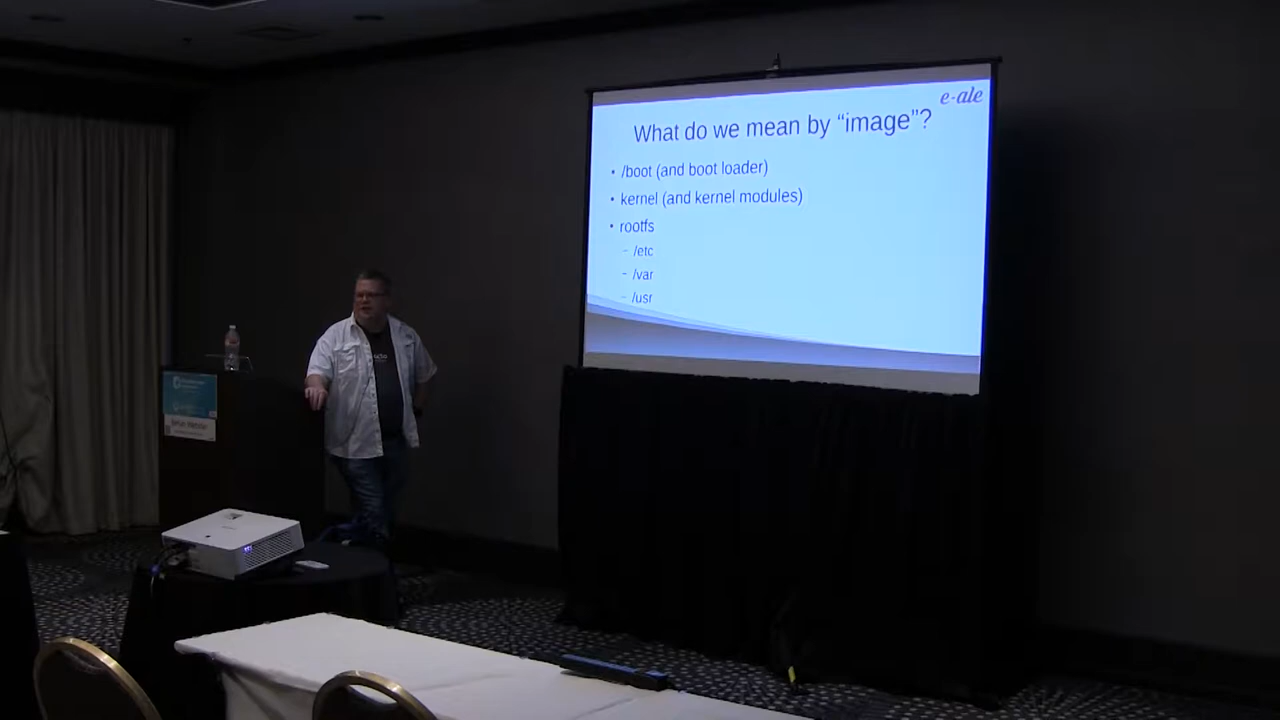 e-ale
What do we mean by “image”?
• /boot (and boot loader)
• kernel (and kernel modules)
• rootfs
– /etc
– /var
– /usr